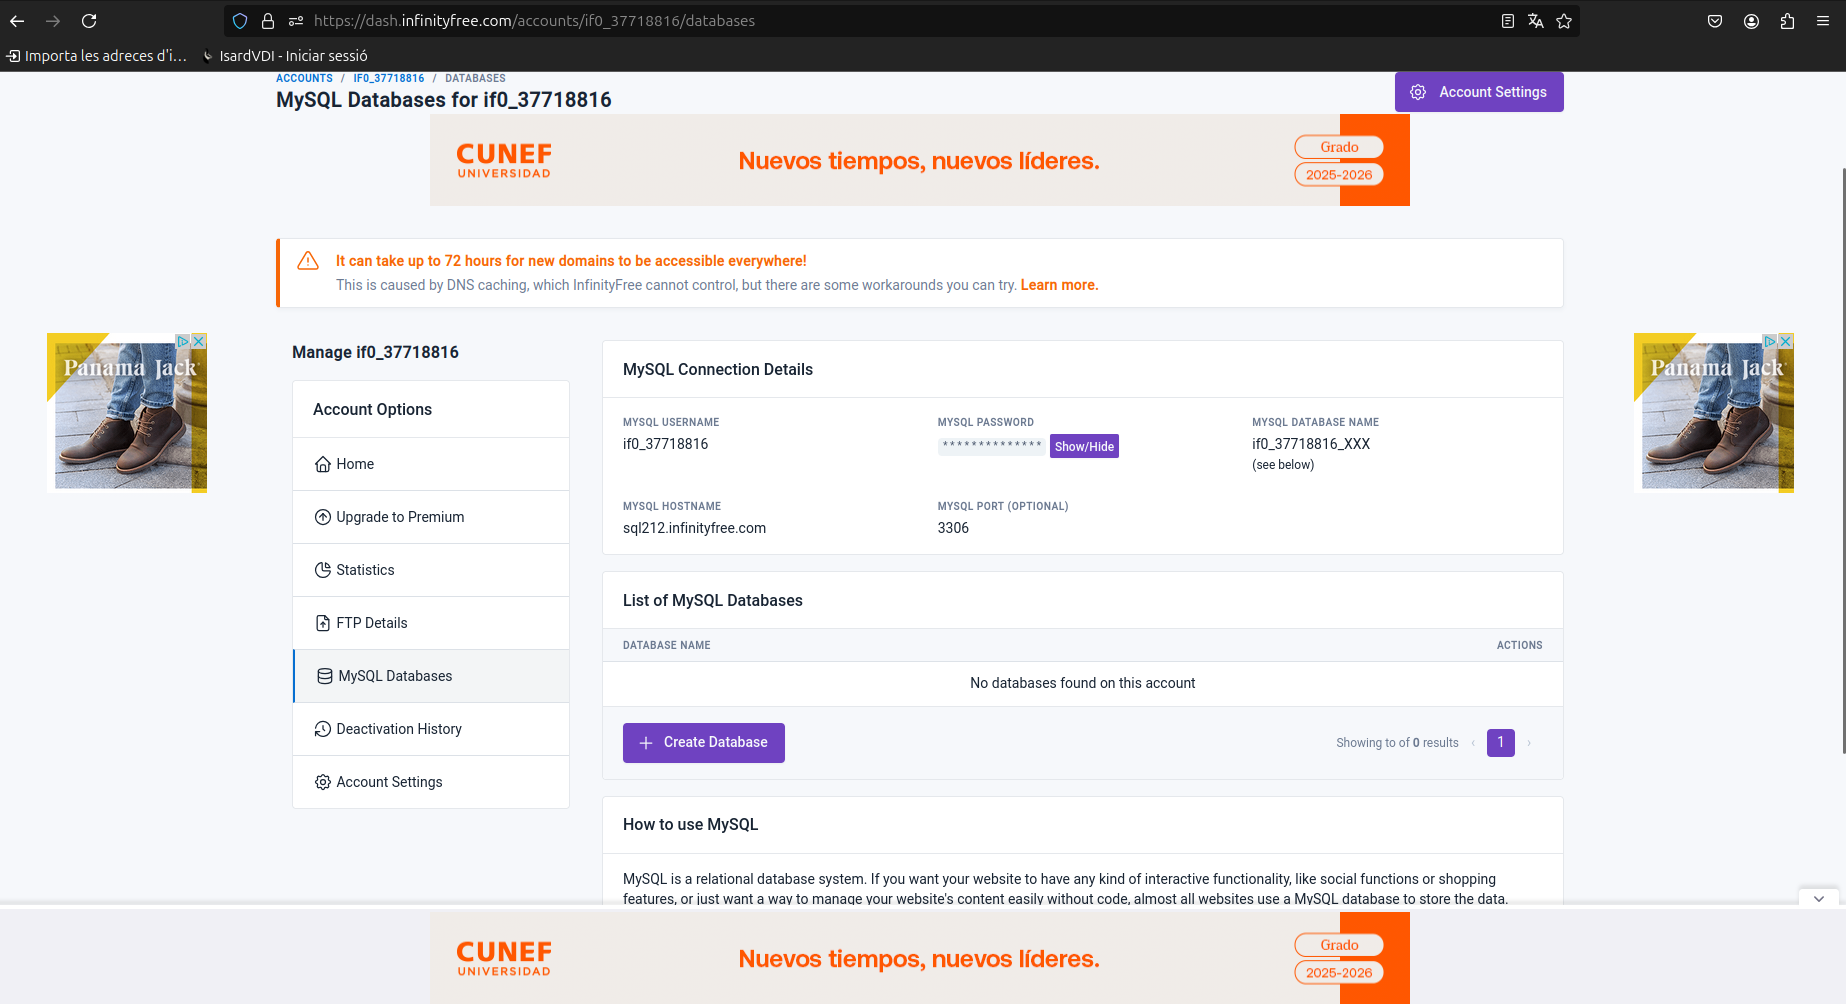 https://dash.infinityfree.com/accounts/if0_37718816/databases
Importa les adreces d'i…
IsardVDI - Iniciar sessió
ACCOUNTS / IF0_37718816 / DATABASES
MySQL Databases for if0_37718816
Account Settings
CUNEF
UNIVERSIDAD
Nuevos tiempos, nuevos líderes.
Grado
2025-2026
It can take up to 72 hours for new domains to be accessible everywhere!
This is caused by DNS caching, which InfinityFree cannot control, but there are some workarounds you can try. Learn more.
Panama Jack
Manage if0_37718816
Account Options
Home
Upgrade to Premium
Statistics
FTP Details
MySQL Databases
Deactivation History
Account Settings
MySQL Connection Details
MYSQL USERNAME
if0_37718816
MYSQL PASSWORD
************** Show/Hide
MYSQL DATABASE NAME
if0_37718816_XXX
(see below)
MYSQL HOSTNAME
sql212.infinityfree.com
MYSQL PORT (OPTIONAL)
3306
List of MySQL Databases
DATABASE NAME ACTIONS
No databases found on this account
Create Database
Showing to of 0 results ‹ 1 ›
How to use MySQL
MySQL is a relational database system. If you want your website to have any kind of interactive functionality, like social functions or shopping
features, or just want a way to manage your website's content easily without code, almost all websites use a MySQL database to store the data.
Panama Jack
CUNEF
UNIVERSIDAD
Nuevos tiempos, nuevos líderes.
Grado
2025-2026